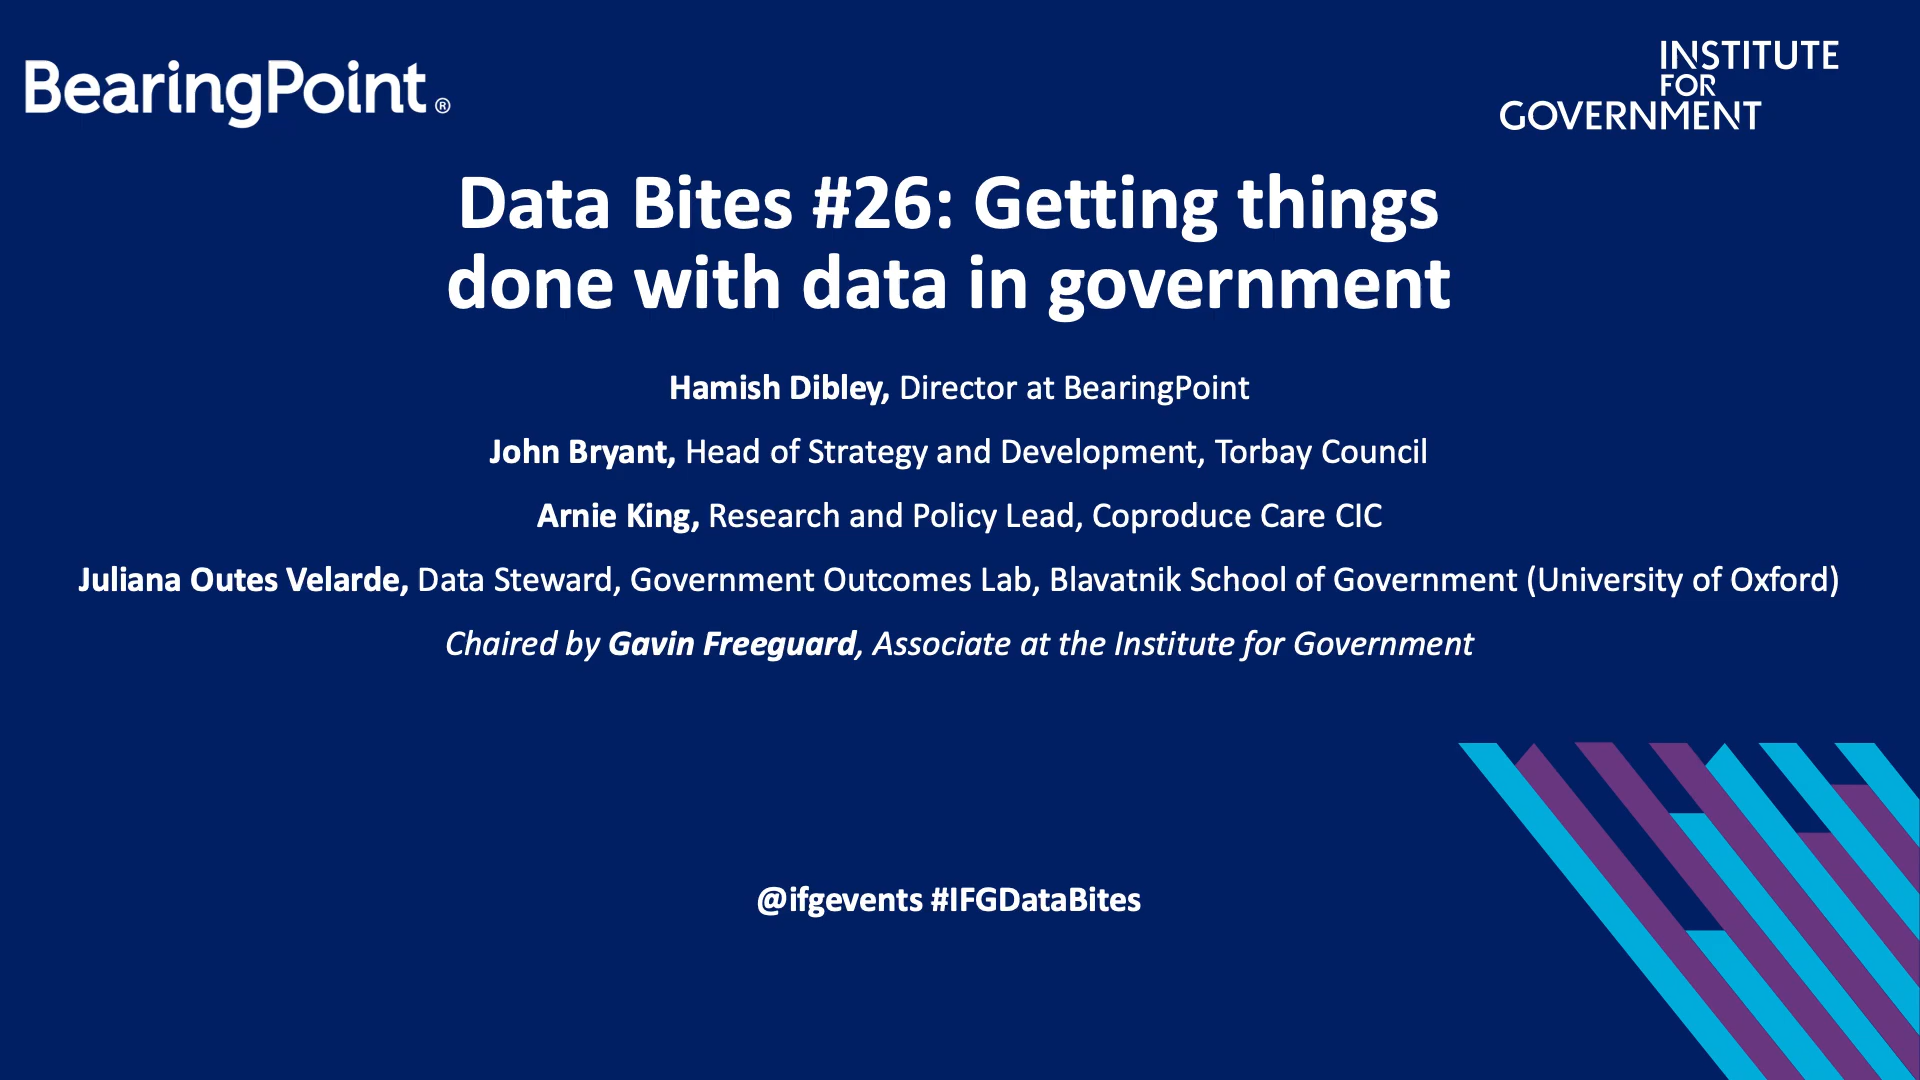 BearingPoint®
INSTITUTE
FOR
GOVERNMENT
Data Bites #26: Getting things
done with data in government
Hamish Dibley, Director at BearingPoint
John Bryant, Head of Strategy and Development, Torbay Council
Arnie King, Research and Policy Lead, Coproduce Care CIC
Juliana Outes Velarde, Data Steward, Government Outcomes Lab, Blavatnik School of Government (University of Oxford)
Chaired by Gavin Freeguard, Associate at the Institute for Government
@ifgevents #IFGDataBites